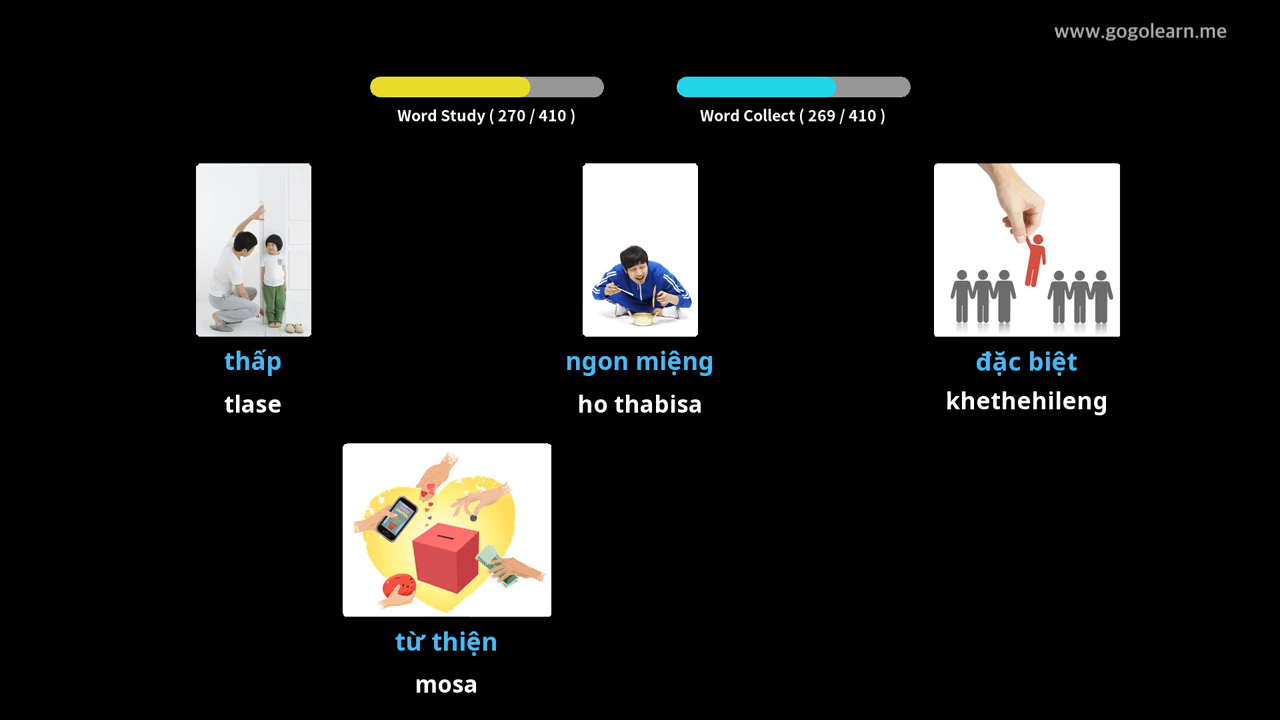 www.gogolearn.me
Word Study ( 270 / 410 )
Word Collect ( 269 / 410 )
thấp
tlase
ngon miệng
ho thabisa
đặc biệt
khethehileng
từ thiện
mosa